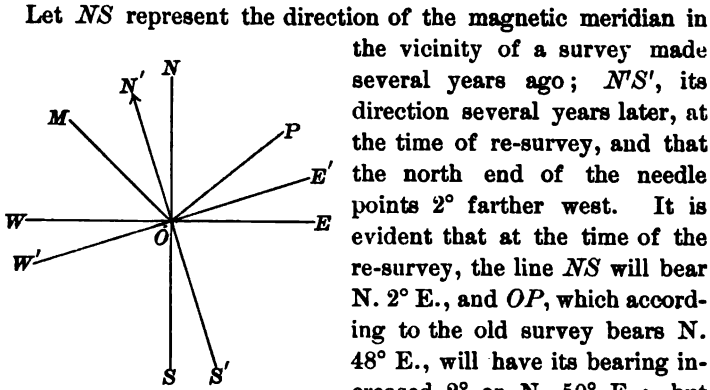 Let NS represent the direction of the magnetic meridian in
the vicinity of a survey made
several years ago; N'S', its
direction several years later, at
the time of re-survey, and that
the north end of the needle
points 2° farther west. It is
evident that at the time of the
re-survey, the line NS will bear
N. 2° E., and OP, which accord-
ing to the old survey bears N.
48° E., will have its bearing in-
creased 2° or N. 50° E.; but
N'
N
M
P
E'
W
O
E
W'
S
S'